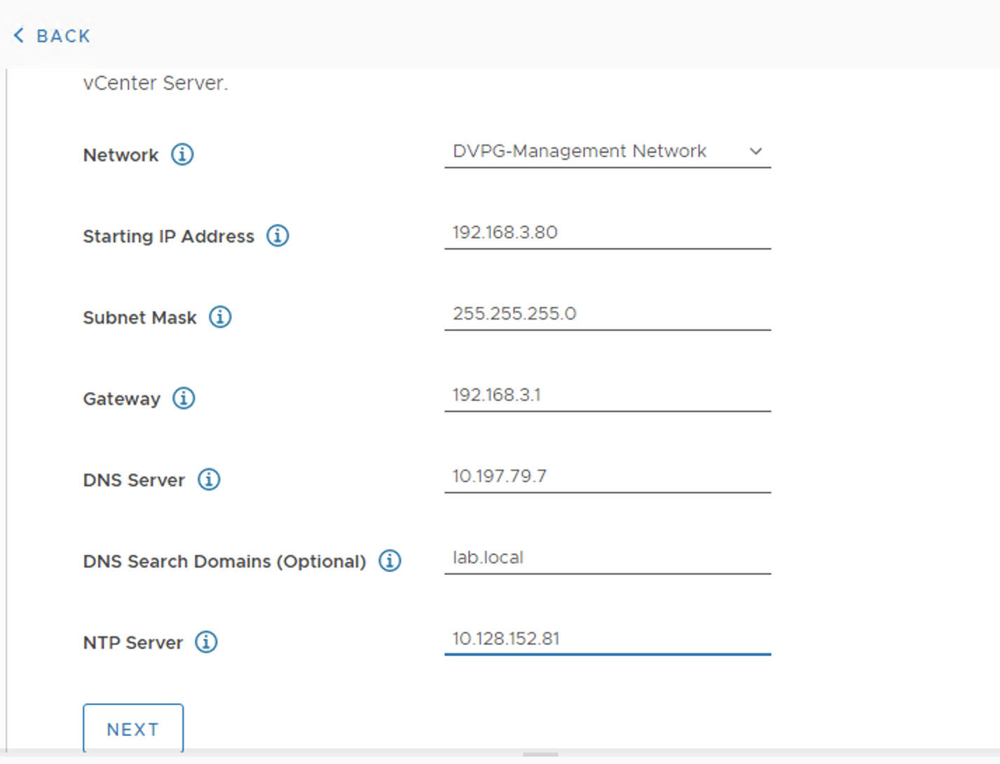 BACK
vCenter Server.
Network
DVPG-Management Network
Starting IP Address
192.168.3.80
Subnet Mask
255.255.255.0
Gateway
192.168.3.1
DNS Server
10.197.79.7
DNS Search Domains (Optional)
lab.local
NTP Server
10.128.152.81
NEXT